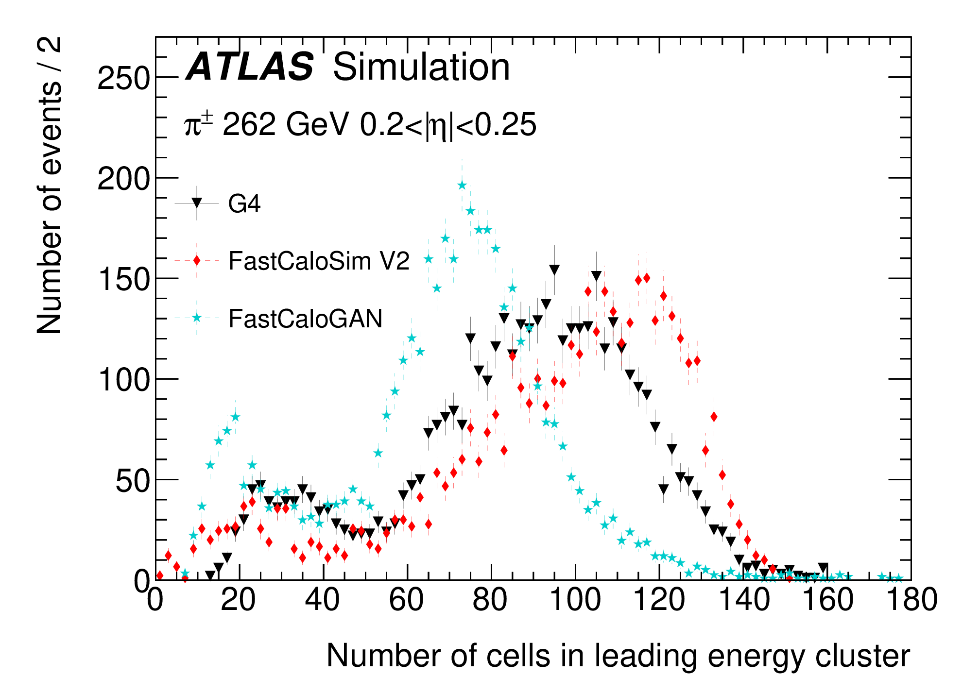 Number of events / 2
ATLAS Simulation
π± 262 GeV 0.2<|η|<0.25
G4
FastCaloSim V2
FastCaloGAN
250
200
150
100
50
0
0 20 40 60 80 100 120 140 160 180
Number of cells in leading energy cluster